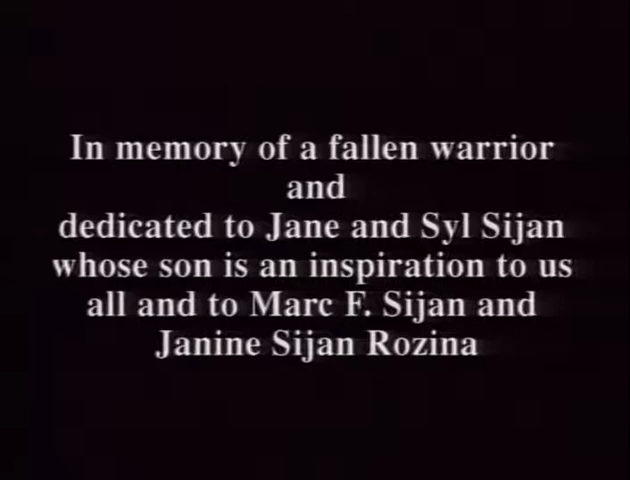 In memory of a fallen warrior
and
dedicated to Jane and Syl Sijan
whose son is an inspiration to us
all and to Marc F. Sijan and
Janine Sijan Rozina